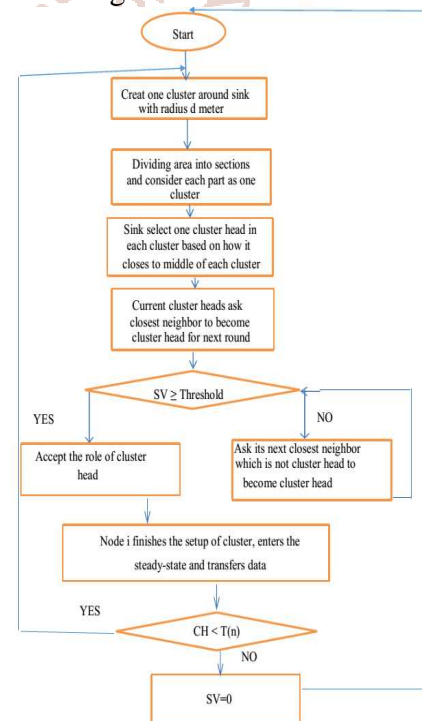 Start
Creat one cluster around sink
with radius d meter
Dividing area into sections
and consider each part as one
cluster
Sink select one cluster head in
each cluster based on how it
closes to middle of each cluster
Current cluster heads ask
closest neighbor to become
cluster head for next round
SV ≥ Threshold
YES
NO
Accept the role of cluster
head
Ask its next closest neighbor
which is not cluster head to
become cluster head
Node i finishes the setup of cluster, enters the
steady-state and transfers data
YES
CH < T(n)
NO
SV=0